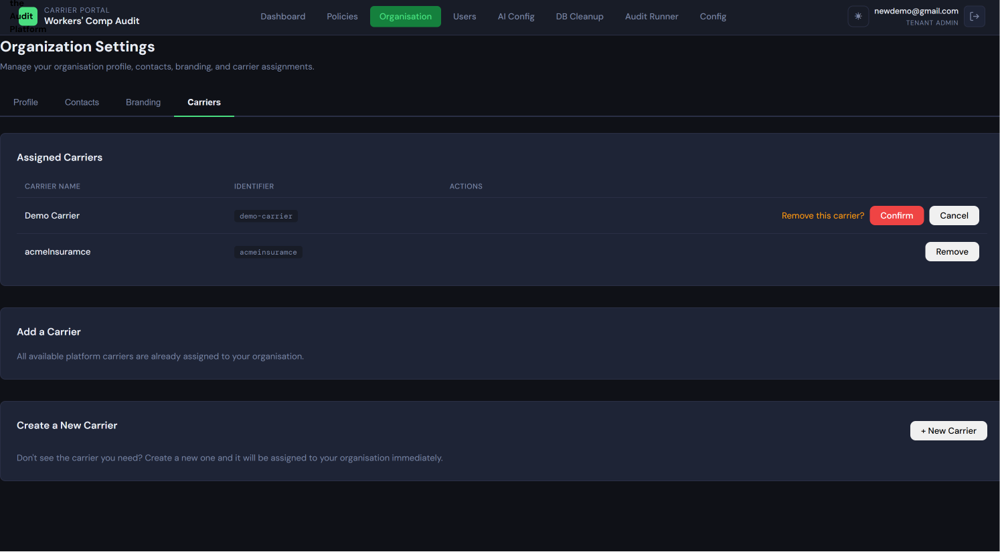 the
Audit
Platform
CARRIER PORTAL
Workers' Comp Audit
Dashboard
Policies
Organisation
Users
AI Config
DB Cleanup
Audit Runner
Config
newdemo@gmail.com
TENANT ADMIN
Organization Settings
Manage your organisation profile, contacts, branding, and carrier assignments.
Profile
Contacts
Branding
Carriers
Assigned Carriers
CARRIER NAME
IDENTIFIER
ACTIONS
Demo Carrier
demo-carrier
Remove this carrier?
Confirm
Cancel
acmeInsuramce
acmeinsuramce
Remove
Add a Carrier
All available platform carriers are already assigned to your organisation.
Create a New Carrier
+ New Carrier
Don't see the carrier you need? Create a new one and it will be assigned to your organisation immediately.